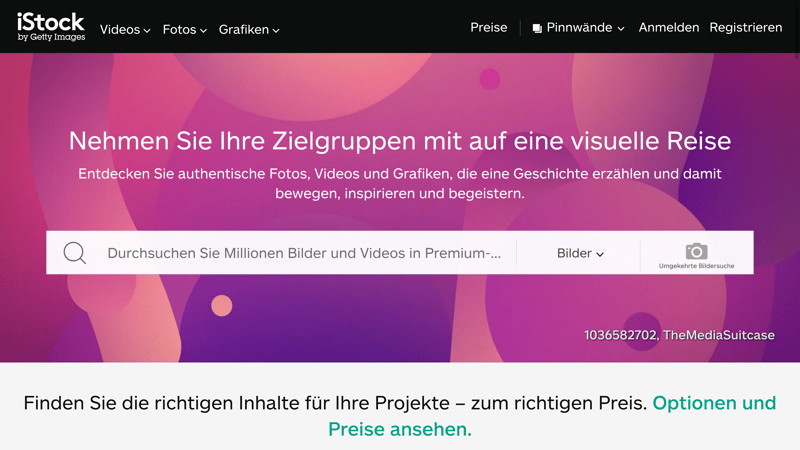 iStock
by Getty Images
Videos
Fotos
Grafiken
Preise
Pinnwände
Anmelden
Registrieren
Nehmen Sie Ihre Zielgruppen mit auf eine visuelle Reise
Entdecken Sie authentische Fotos, Videos und Grafiken, die eine Geschichte erzählen und damit
bewegen, inspirieren und begeistern.
Durchsuchen Sie Millionen Bilder und Videos in Premium-...
Bilder
Umgekehrte Bildersuche
1036582702, TheMediaSuitcase
Finden Sie die richtigen Inhalte für Ihre Projekte – zum richtigen Preis. Optionen und
Preise ansehen.